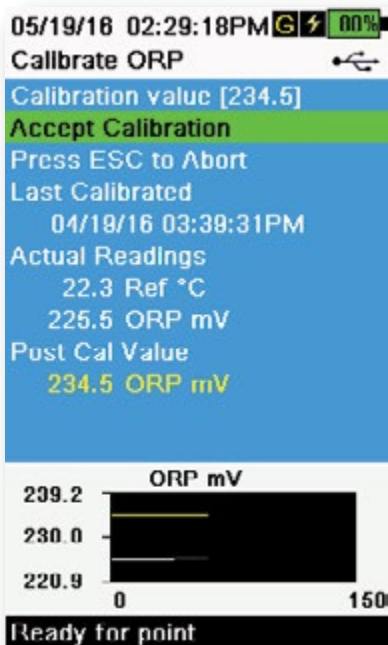 05/19/16 02:29:18PM G 00%
Calibrate ORP
Calibration value [234.5]
Accept Calibration
Press ESC to Abort
Last Calibrated
04/19/16 03:39:31PM
Actual Readings
22.3 Ref °C
225.5 ORP mV
Post Cal Value
234.5 ORP mV
ORP mV
239.2
230.0
220.9
0 150
Ready for point